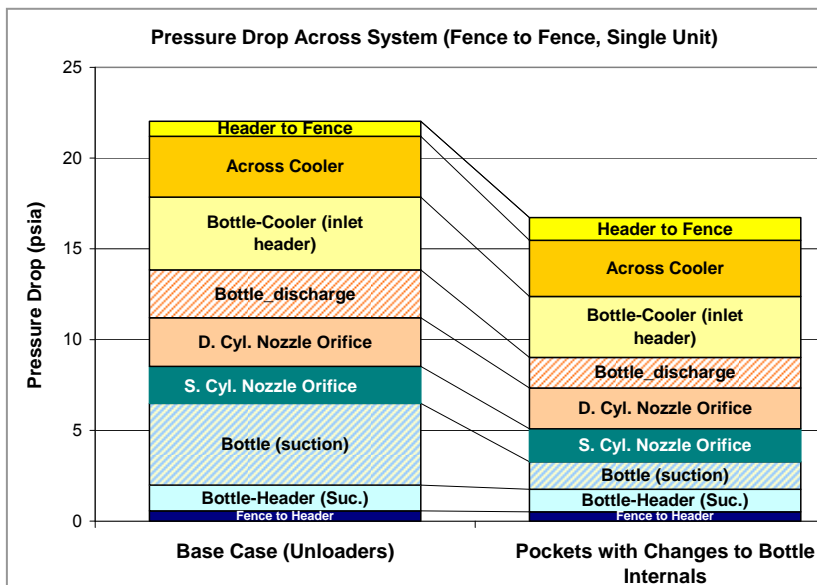 Pressure Drop Across System (Fence to Fence, Single Unit)
25
20
15
10
5
0
Pressure Drop (psia)
Header to Fence
Across Cooler
Bottle-Cooler (inlet
header)
Bottle_discharge
D. Cyl. Nozzle Orifice
S. Cyl. Nozzle Orifice
Bottle (suction)
Bottle-Header (Suc.)
Fence to Header
Header to Fence
Across Cooler
Bottle-Cooler (inlet
header)
Bottle_discharge
D. Cyl. Nozzle Orifice
S. Cyl. Nozzle Orifice
Bottle (suction)
Bottle-Header (Suc.)
Fence to Header
Base Case (Unloaders)
Pockets with Changes to Bottle
Internals